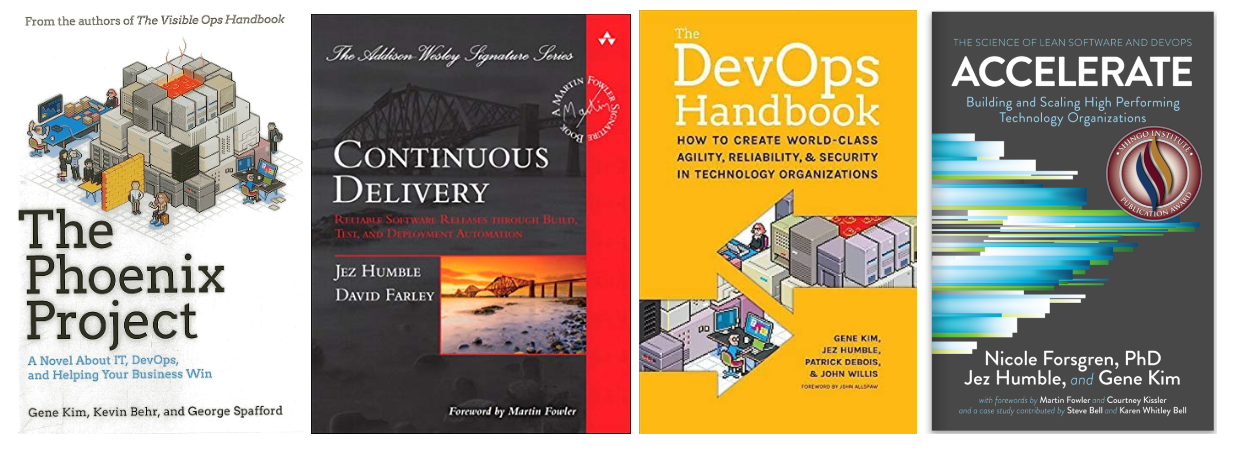 From the authors of The Visible Ops Handbook
The
Phoenix
Project
A Novel About IT, DevOps,
and Helping Your Business Win
Gene Kim, Kevin Behr, and George Spafford
The Addison-Wesley Signature Series
A MARTIN FOWLER SIGNATURE BOOK
Martin
CONTINUOUS
DELIVERY
RELIABLE SOFTWARE RELEASES THROUGH BUILD,
TEST, AND DEPLOYMENT AUTOMATION
JEZ HUMBLE
DAVID FARLEY
Foreword by Martin Fowler
The
DevOps
Handbook
HOW TO CREATE WORLD-CLASS
AGILITY, RELIABILITY, & SECURITY
IN TECHNOLOGY ORGANIZATIONS
GENE KIM,
JEZ HUMBLE,
PATRICK DEBOIS,
& JOHN WILLIS
FOREWORD BY JOHN ALLSPAW
THE SCIENCE OF LEAN SOFTWARE AND DEVOPS
ACCELERATE
Building and Scaling High Performing
Technology Organizations
SHINGO INSTITUTE
PUBLICATION AWARD
Nicole Forsgren, PhD
Jez Humble, and Gene Kim
with forewords by Martin Fowler and Courtney Kissler
and a case study contributed by Steve Bell and Karen Whitley Bell